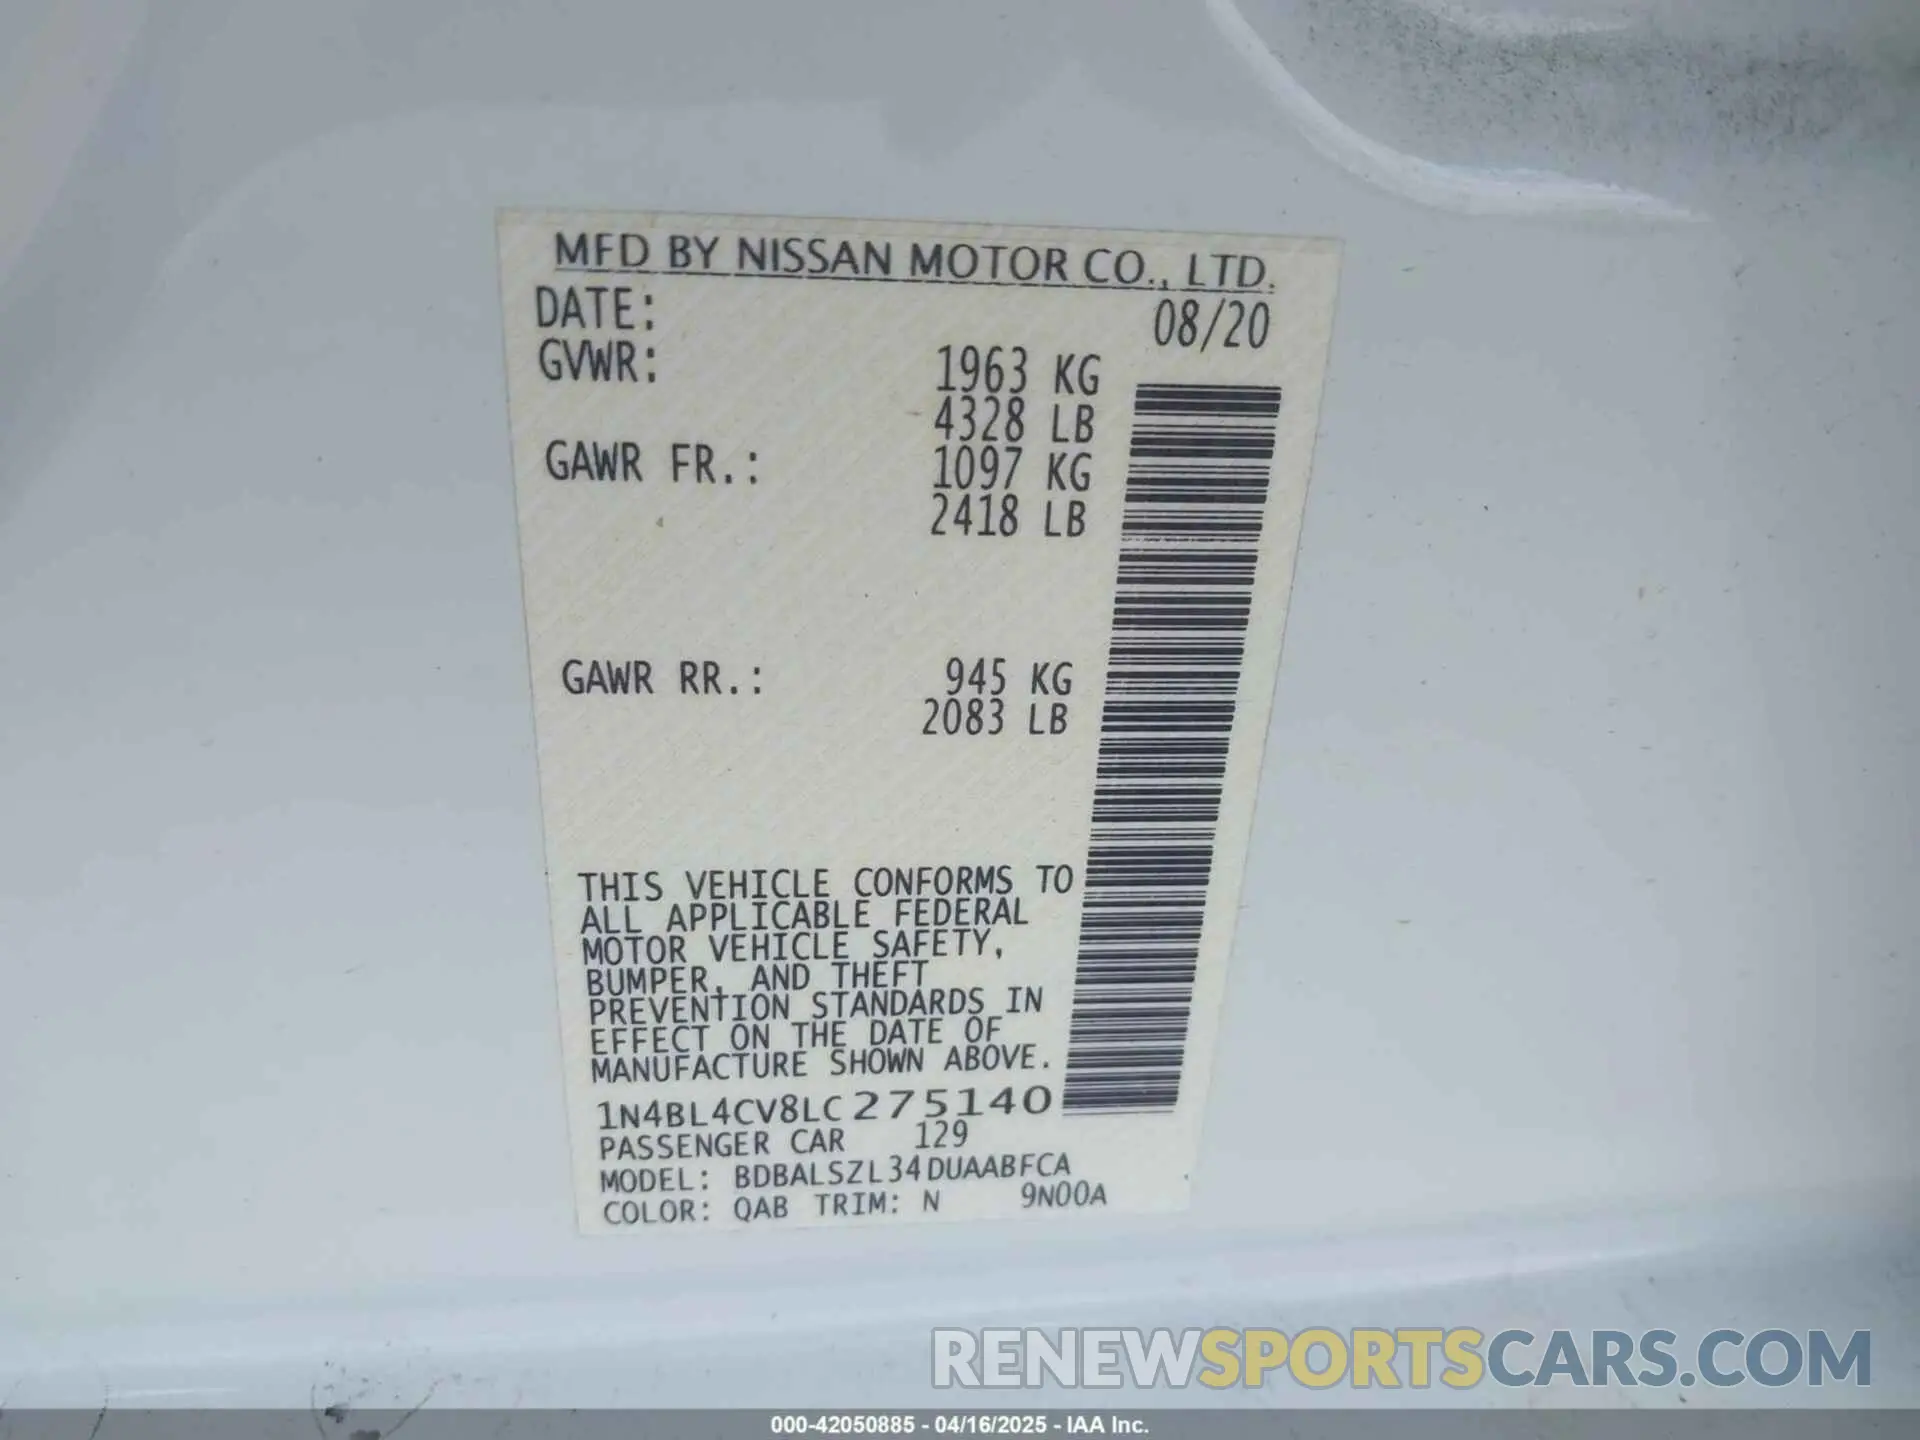 MFD BY NISSAN MOTOR CO., LTD.
DATE: 08/20
GVWR: 1963 KG
4328 LB
GAWR FR.: 1097 KG
2418 LB
GAWR RR.: 945 KG
2083 LB
THIS VEHICLE CONFORMS TO
ALL APPLICABLE FEDERAL
MOTOR VEHICLE SAFETY,
BUMPER, AND THEFT
PREVENTION STANDARDS IN
EFFECT ON THE DATE OF
MANUFACTURE SHOWN ABOVE.
1N4BL4CV8LC275140
PASSENGER CAR 129
MODEL: BDBALSZL34DUAABFCA
COLOR: QAB TRIM: N 9N00A
RENEWSPORTSCARS.COM
000-42050885 - 04/16/2025 - IAA Inc.